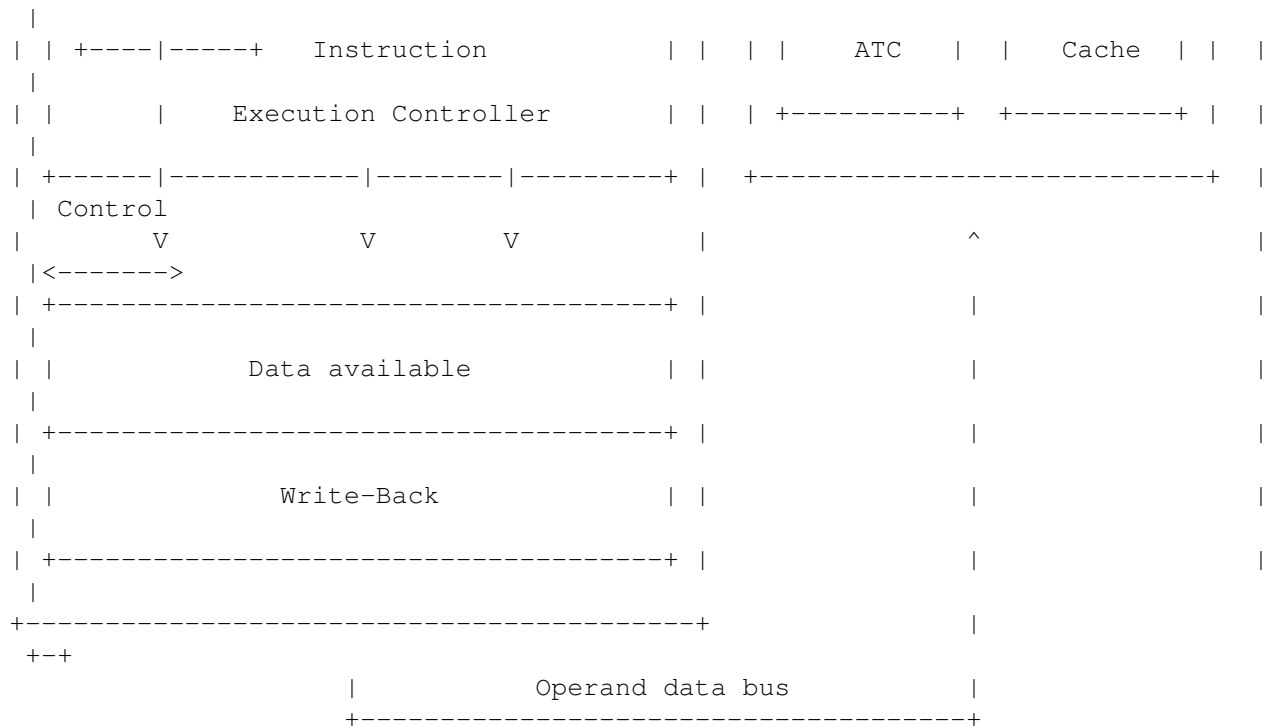 |
| | +----|-----+   Instruction           | |  | |    ATC    |  |   Cache  | |  |
 |
| |      |    Execution Controller       | |  | +----------+  +----------+ |  |
 |
| +------|------------|--------|---------+ |  +----------------------------+  |
 | Control
|        V            V        V           |                ^                 |
 |<------->
| +--------------------------------------+ |                |                 |
 |
| |            Data available            | |                |                 |
 |
| +--------------------------------------+ |                |                 |
 |
| |              Write-Back              | |                |                 |
 |
| +--------------------------------------+ |                |                 |
 |
+------------------------------------------+                |
 +-+
                     |           Operand data bus           |
                     +--------------------------------------+